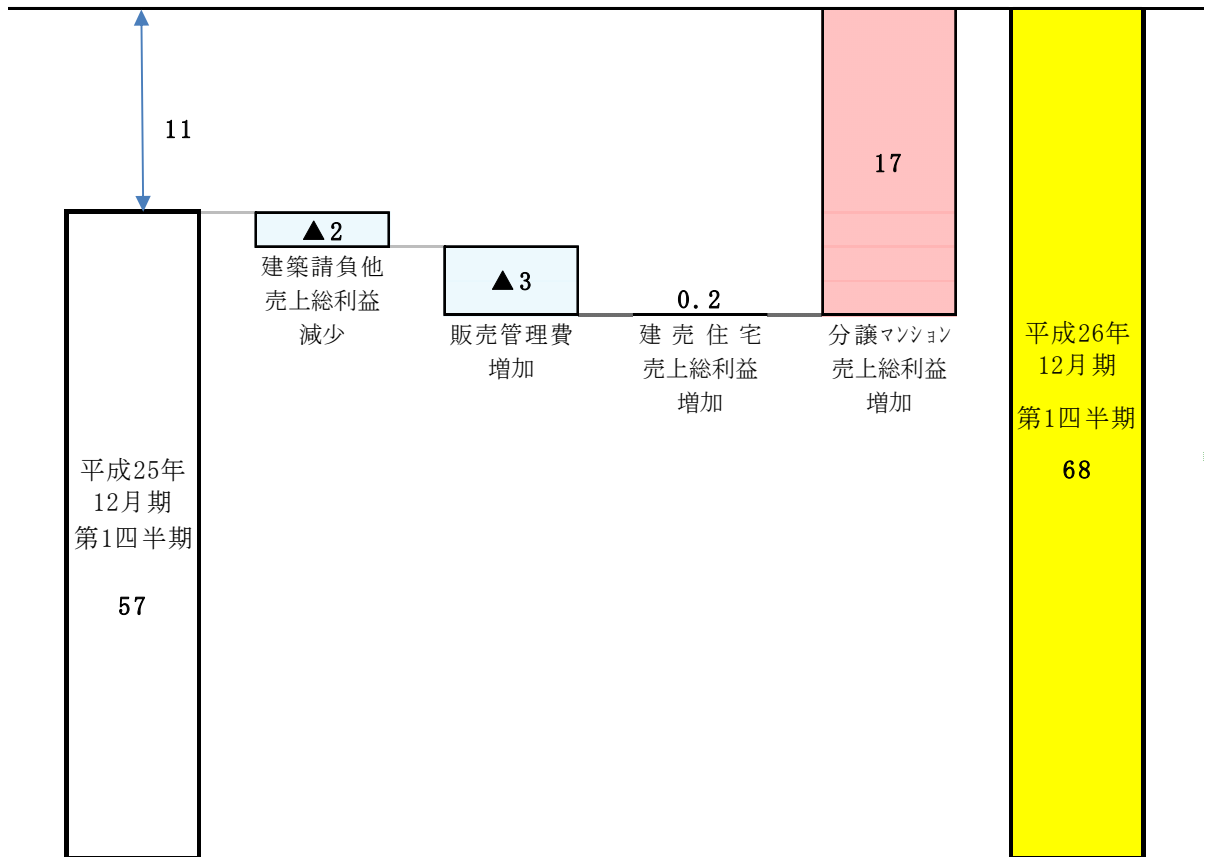 11
平成25年
12月期
第1四半期
57
▲2
建築請負他
売上総利益
減少
▲3
販売管理費
増加
0.2
建売住宅
売上総利益
増加
17
分譲マンション
売上総利益
増加
平成26年
12月期
第1四半期
68